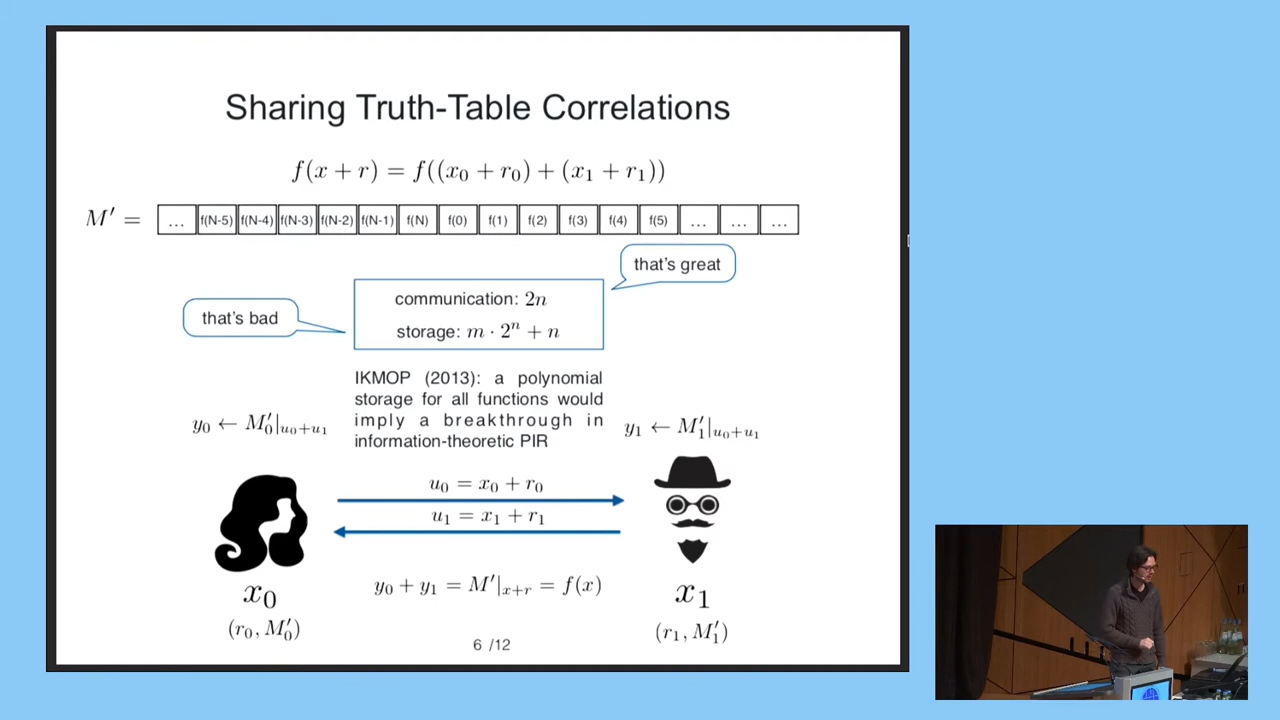 Sharing Truth-Table Correlations
f(x + r) = f((x₀ + r₀) + (x₁ + r₁))
M′ = … f(N-5) f(N-4) f(N-3) f(N-2) f(N-1) f(N) f(0) f(1) f(2) f(3) f(4) f(5) … … …
that's great
communication: 2n
that's bad
storage: m · 2ⁿ + n
IKMOP (2013): a polynomial
storage for all functions would
imply a breakthrough in
information-theoretic PIR
y₀ ← M′₀|u₀+u₁
y₁ ← M′₁|u₀+u₁
u₀ = x₀ + r₀
u₁ = x₁ + r₁
y₀ + y₁ = M′|x+r = f(x)
x₀
x₁
(r₀, M′₀)
(r₁, M′₁)
6 /12